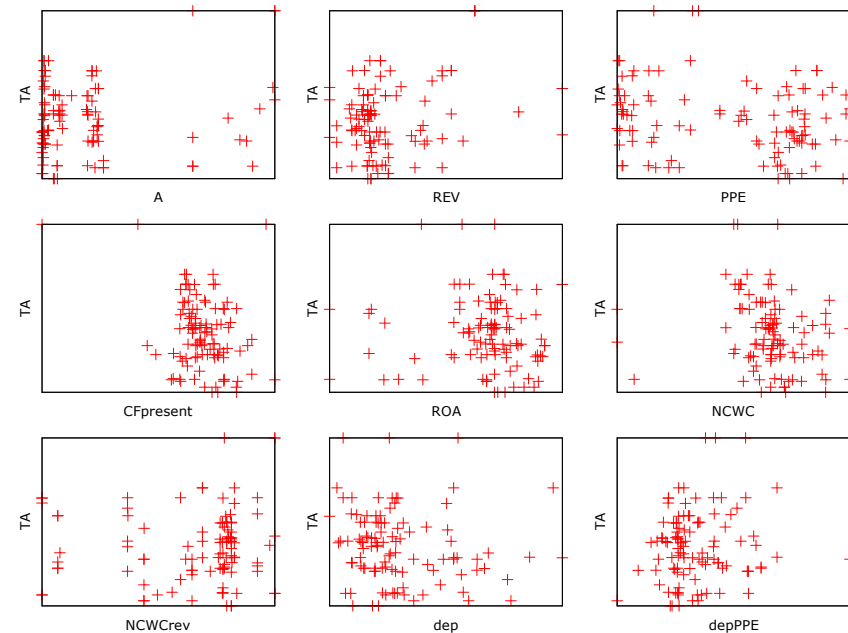 TA
A
TA
REV
TA
PPE
TA
CFpresent
TA
ROA
TA
NCWC
TA
NCWCrev
TA
dep
TA
depPPE